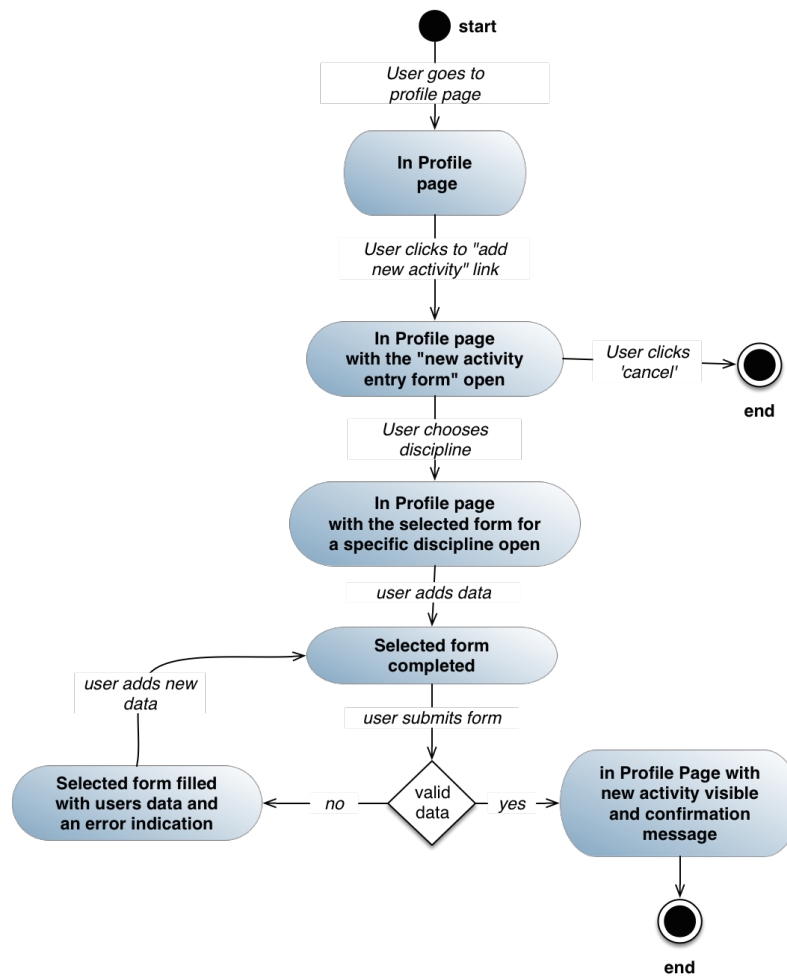 start
User goes to
profile page
In Profile
page
User clicks to "add
new activity" link
In Profile page
with the "new activity
entry form" open
User clicks
'cancel'
end
User chooses
discipline
In Profile page
with the selected form for
a specific discipline open
user adds data
Selected form
completed
user adds new
data
user submits form
Selected form filled
with users data and
an error indication
no
valid
data
yes
in Profile Page with
new activity visible
and confirmation
message
end